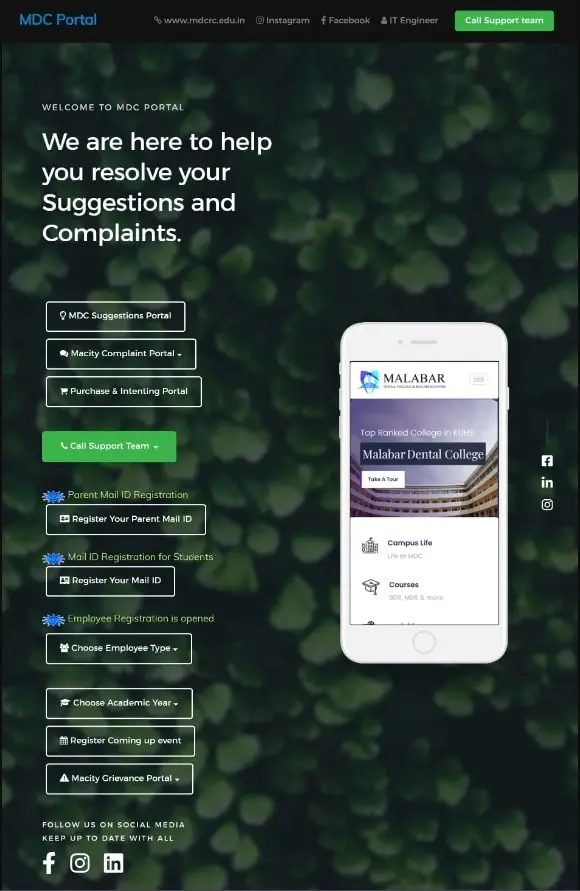 MDC Portal
www.mdcrc.edu.in
Instagram
Facebook
IT Engineer
Call Support team
WELCOME TO MDC PORTAL
We are here to help
you resolve your
Suggestions and
Complaints.
MDC Suggestions Portal
Macity Complaint Portal
Purchase & Intenting Portal
Call Support Team
Parent Mail ID Registration
Register Your Parent Mail ID
Mail ID Registration for Students
Register Your Mail ID
Employee Registration is opened
Choose Employee Type
Choose Academic Year
Register Coming up event
Macity Grievance Portal
FOLLOW US ON SOCIAL MEDIA
KEEP UP TO DATE WITH ALL
MALABAR
DENTAL COLLEGE & RESEARCH CENTRE
Top Ranked College in KUHS
Malabar Dental College
Take A Tour
Campus Life
Life at MDC
Courses
BDS, MDS & more.